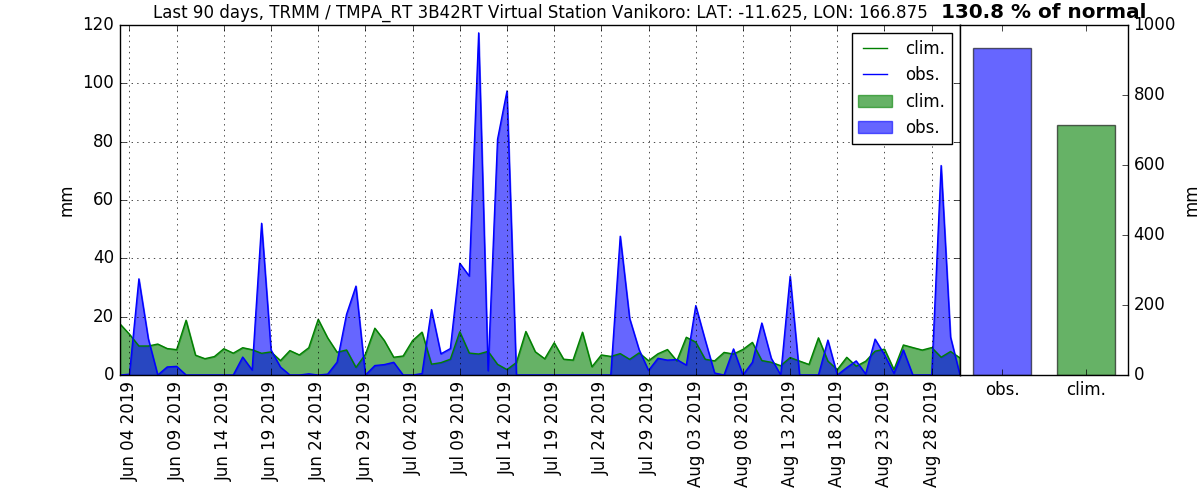 Last 90 days, TRMM / TMPA_RT 3B42RT Virtual Station Vanikoro: LAT: -11.625, LON: 166.875 130.8 % of normal
120
100
80
60
40
20
0
mm
clim.
obs.
clim.
obs.
1000
800
600
400
200
0
mm
obs.
clim.
Jun 04 2019
Jun 09 2019
Jun 14 2019
Jun 19 2019
Jun 24 2019
Jun 29 2019
Jul 04 2019
Jul 09 2019
Jul 14 2019
Jul 19 2019
Jul 24 2019
Jul 29 2019
Aug 03 2019
Aug 08 2019
Aug 13 2019
Aug 18 2019
Aug 23 2019
Aug 28 2019